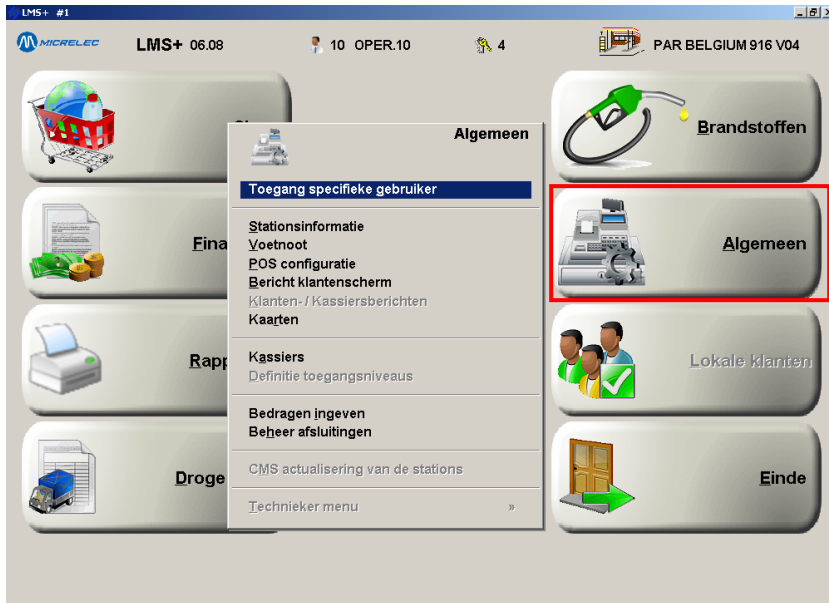 LMS+ #1
MICRELEC
LMS+ 06.08
10 OPER.10
4
PAR BELGIUM 916 V04
Brandstoffen
Algemeen
Toegang specifieke gebruiker
Stationsinformatie
Voetnoot
POS configuratie
Bericht klantenscherm
Klanten- / Kassiersberichten
Kaarten
Kassiers
Definitie toegangsniveaus
Bedragen ingeven
Beheer afsluitingen
CMS actualisering van de stations
Technieker menu »
Fina
Algemeen
Rapp
Lokale klanten
Droge
Einde